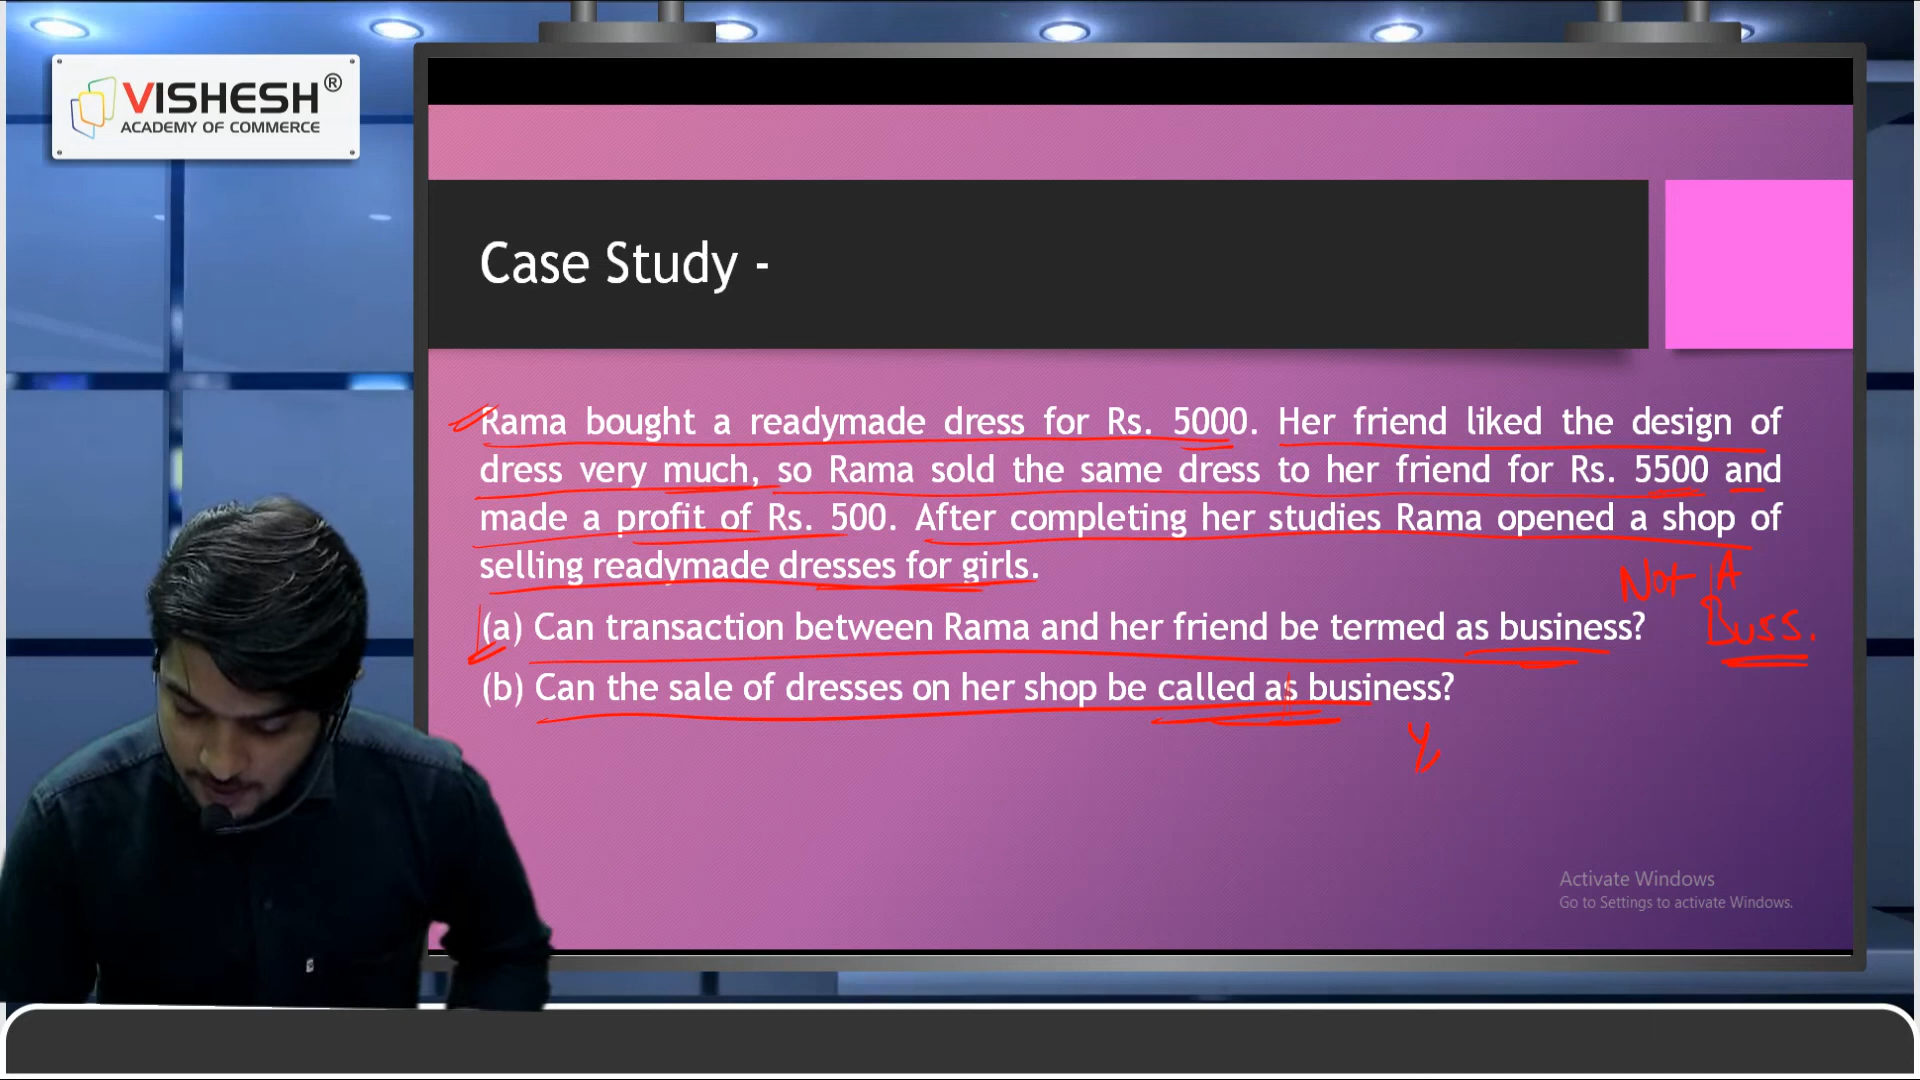 VISHESH®
ACADEMY OF COMMERCE
Case Study -
Rama bought a readymade dress for Rs. 5000. Her friend liked the design of
dress very much, so Rama sold the same dress to her friend for Rs. 5500 and
made a profit of Rs. 500. After completing her studies Rama opened a shop of
selling readymade dresses for girls.
Not A
Buss.
(a) Can transaction between Rama and her friend be termed as business?
(b) Can the sale of dresses on her shop be called as business?
Activate Windows
Go to Settings to activate Windows.